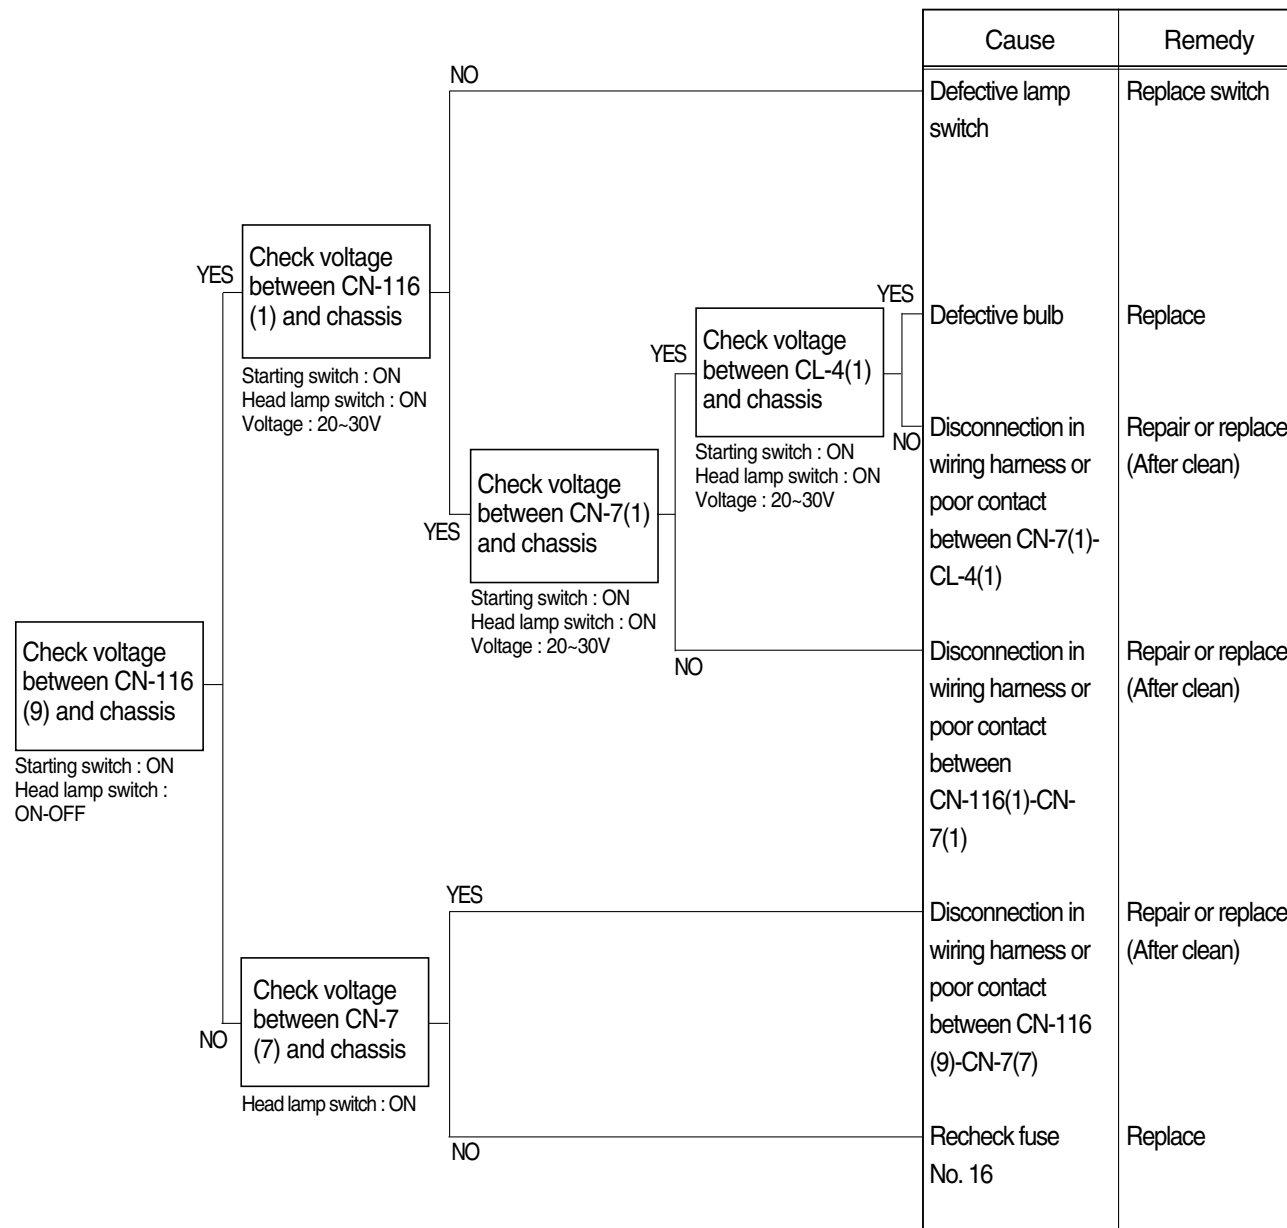 Cause
Remedy
NO
Defective lamp
switch
Replace switch
YES
Check voltage
between CN-116
(1) and chassis
Starting switch : ON
Head lamp switch : ON
Voltage : 20~30V
YES
Check voltage
between CN-7(1)
and chassis
Starting switch : ON
Head lamp switch : ON
Voltage : 20~30V
YES
Check voltage
between CL-4(1)
and chassis
Starting switch : ON
Head lamp switch : ON
Voltage : 20~30V
YES
Defective bulb
Replace
NO
Disconnection in
wiring harness or
poor contact
between CN-7(1)-
CL-4(1)
Repair or replace
(After clean)
NO
Disconnection in
wiring harness or
poor contact
between
CN-116(1)-CN-
7(1)
Repair or replace
(After clean)
Check voltage
between CN-116
(9) and chassis
Starting switch : ON
Head lamp switch :
ON-OFF
NO
Check voltage
between CN-7
(7) and chassis
Head lamp switch : ON
YES
Disconnection in
wiring harness or
poor contact
between CN-116
(9)-CN-7(7)
Repair or replace
(After clean)
NO
Recheck fuse
No. 16
Replace